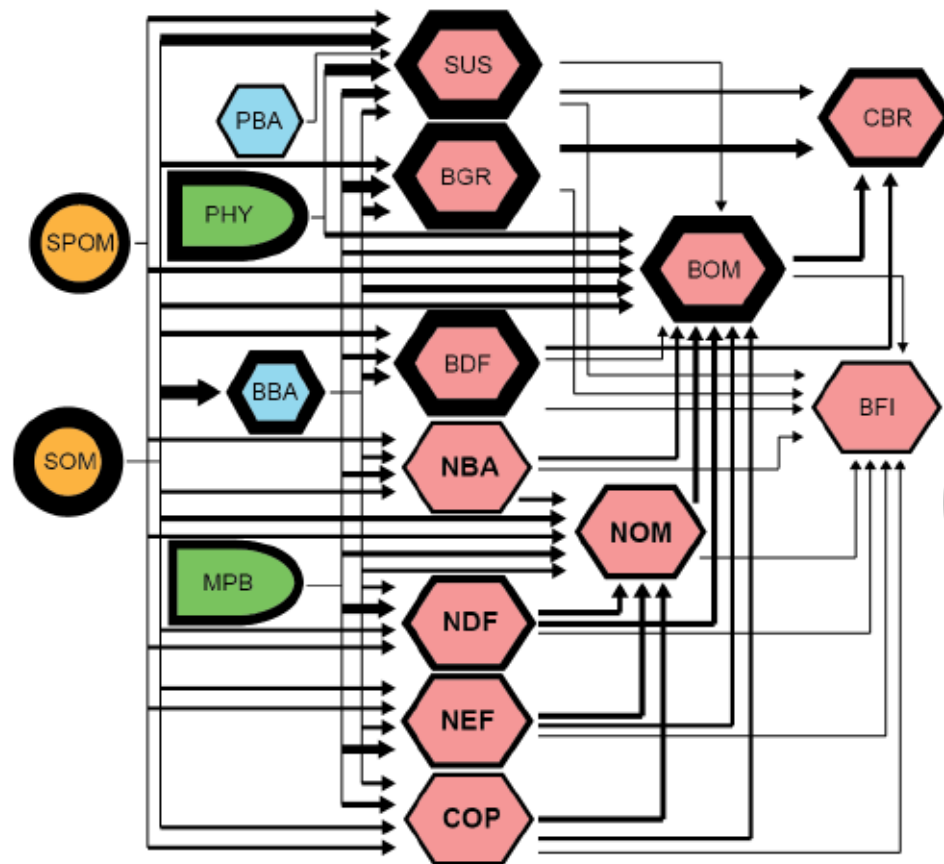 SUS
PBA
CBR
BGR
PHY
SPOM
BOM
BDF
BBA
BFI
SOM
NBA
NOM
MPB
NDF
NEF
COP